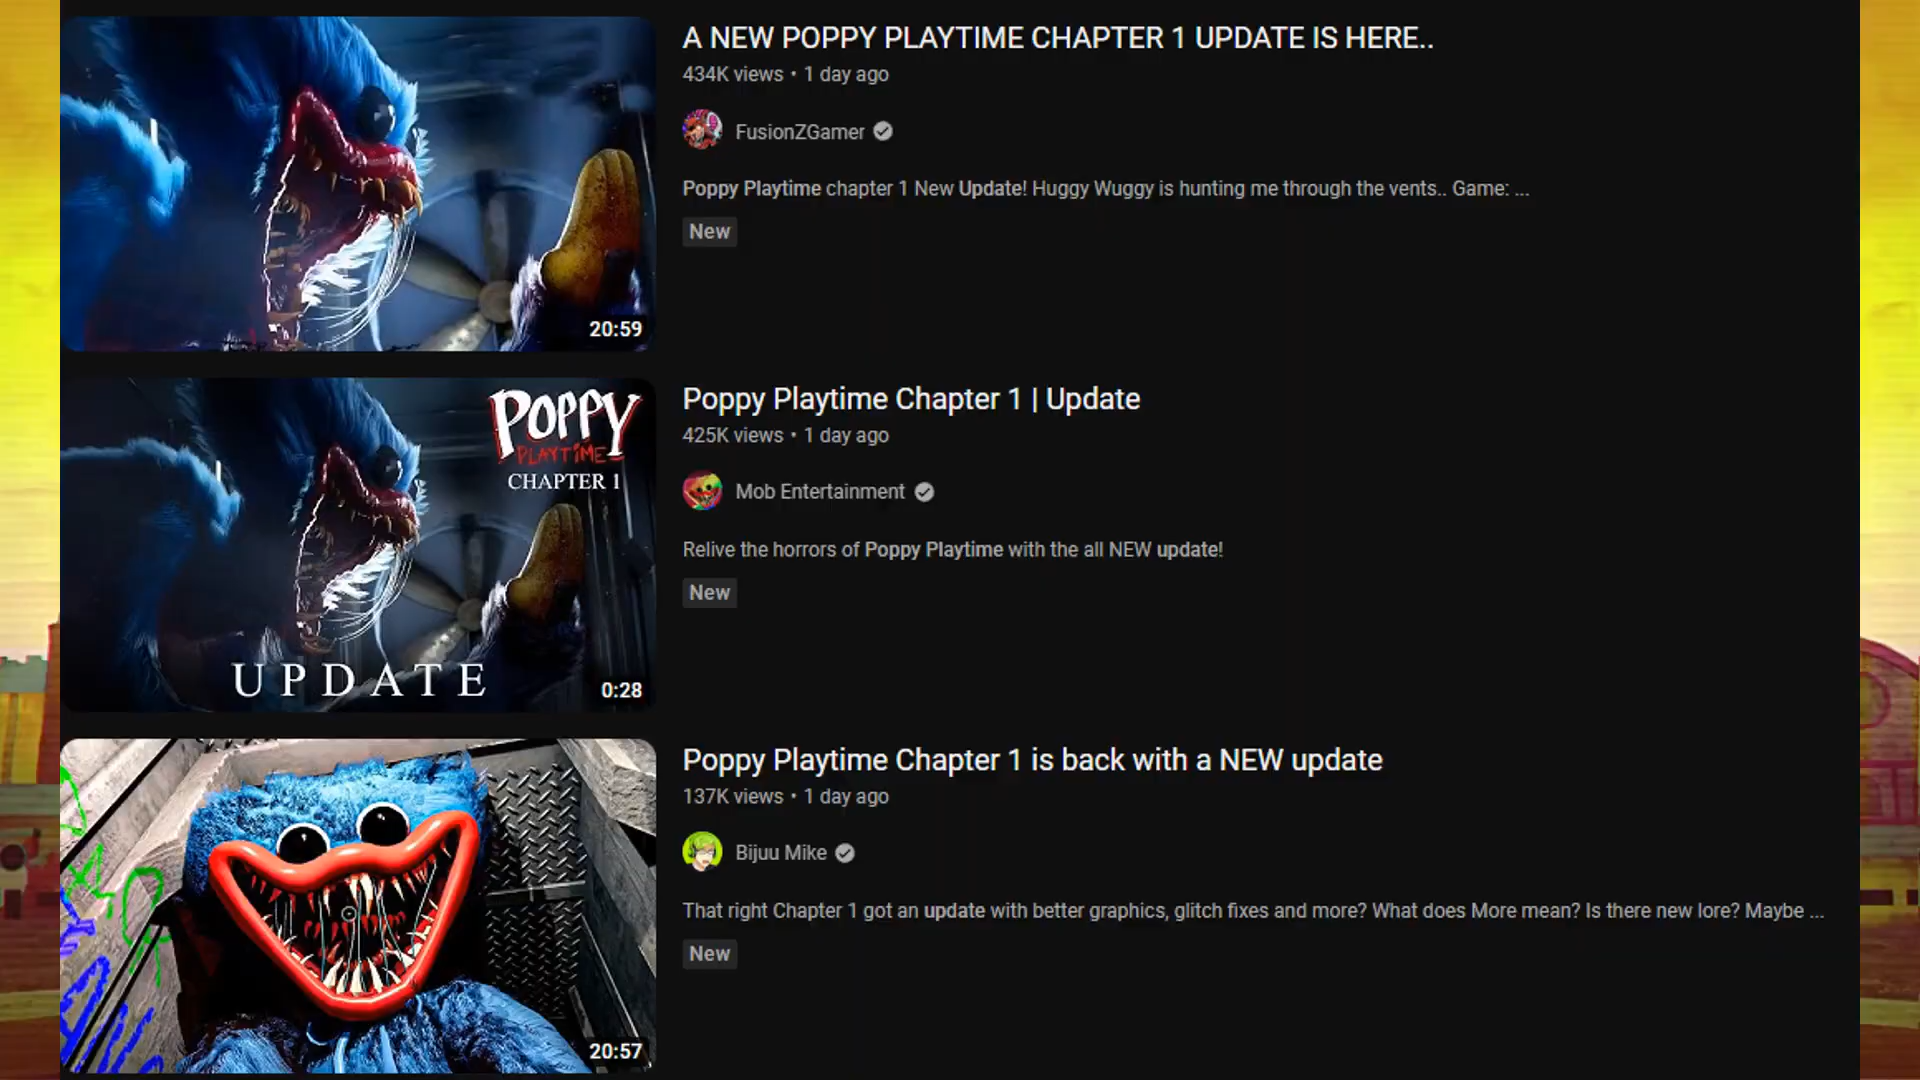 A NEW POPPY PLAYTIME CHAPTER 1 UPDATE IS HERE..
434K views • 1 day ago
FusionZGamer
Poppy Playtime chapter 1 New Update! Huggy Wuggy is hunting me through the vents.. Game: ...
New
20:59
POPPY
PLAYTIME
CHAPTER 1
UPDATE
0:28
Poppy Playtime Chapter 1 | Update
425K views • 1 day ago
Mob Entertainment
Relive the horrors of Poppy Playtime with the all NEW update!
New
Poppy Playtime Chapter 1 is back with a NEW update
137K views • 1 day ago
Bijuu Mike
That right Chapter 1 got an update with better graphics, glitch fixes and more? What does More mean? Is there new lore? Maybe ...
New
20:57